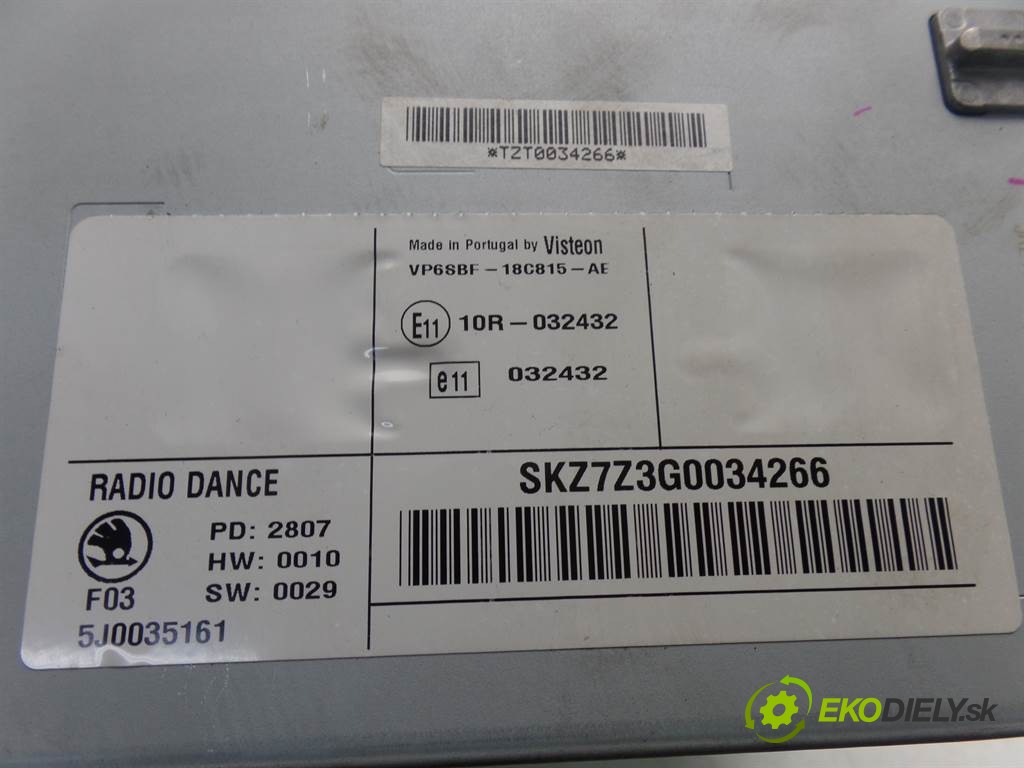 *TZT0034266*
Made in Portugal by Visteon
VP6SBF-18C815-AE
E11 10R-032432
e11 032432
RADIO DANCE
PD: 2807
HW: 0010
F03 SW: 0029
5J0035161
SKZ7Z3G0034266
EKODIELY.sk